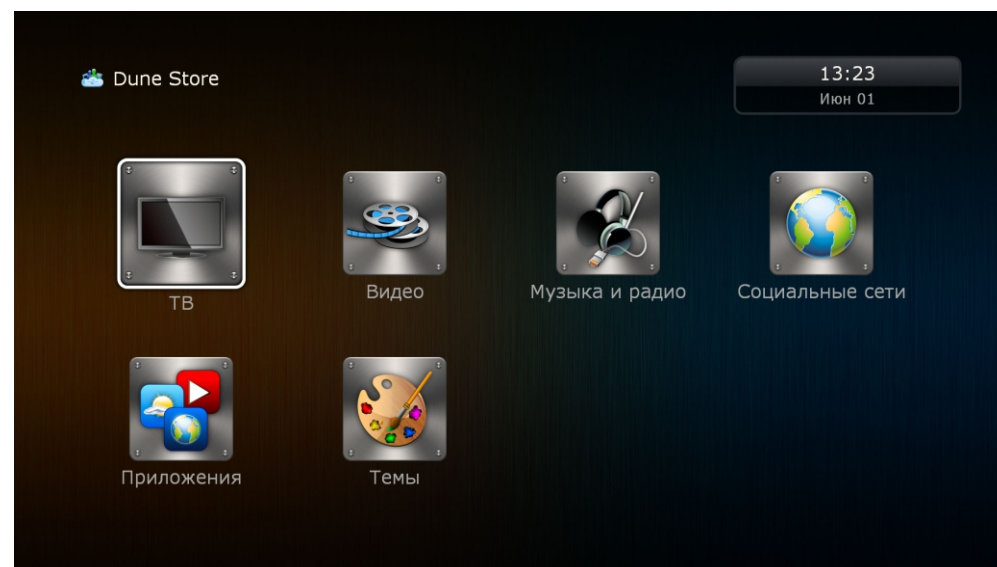 Dune Store
13:23
Июн 01
ТВ
Видео
Музыка и радио
Социальные сети
Приложения
Темы